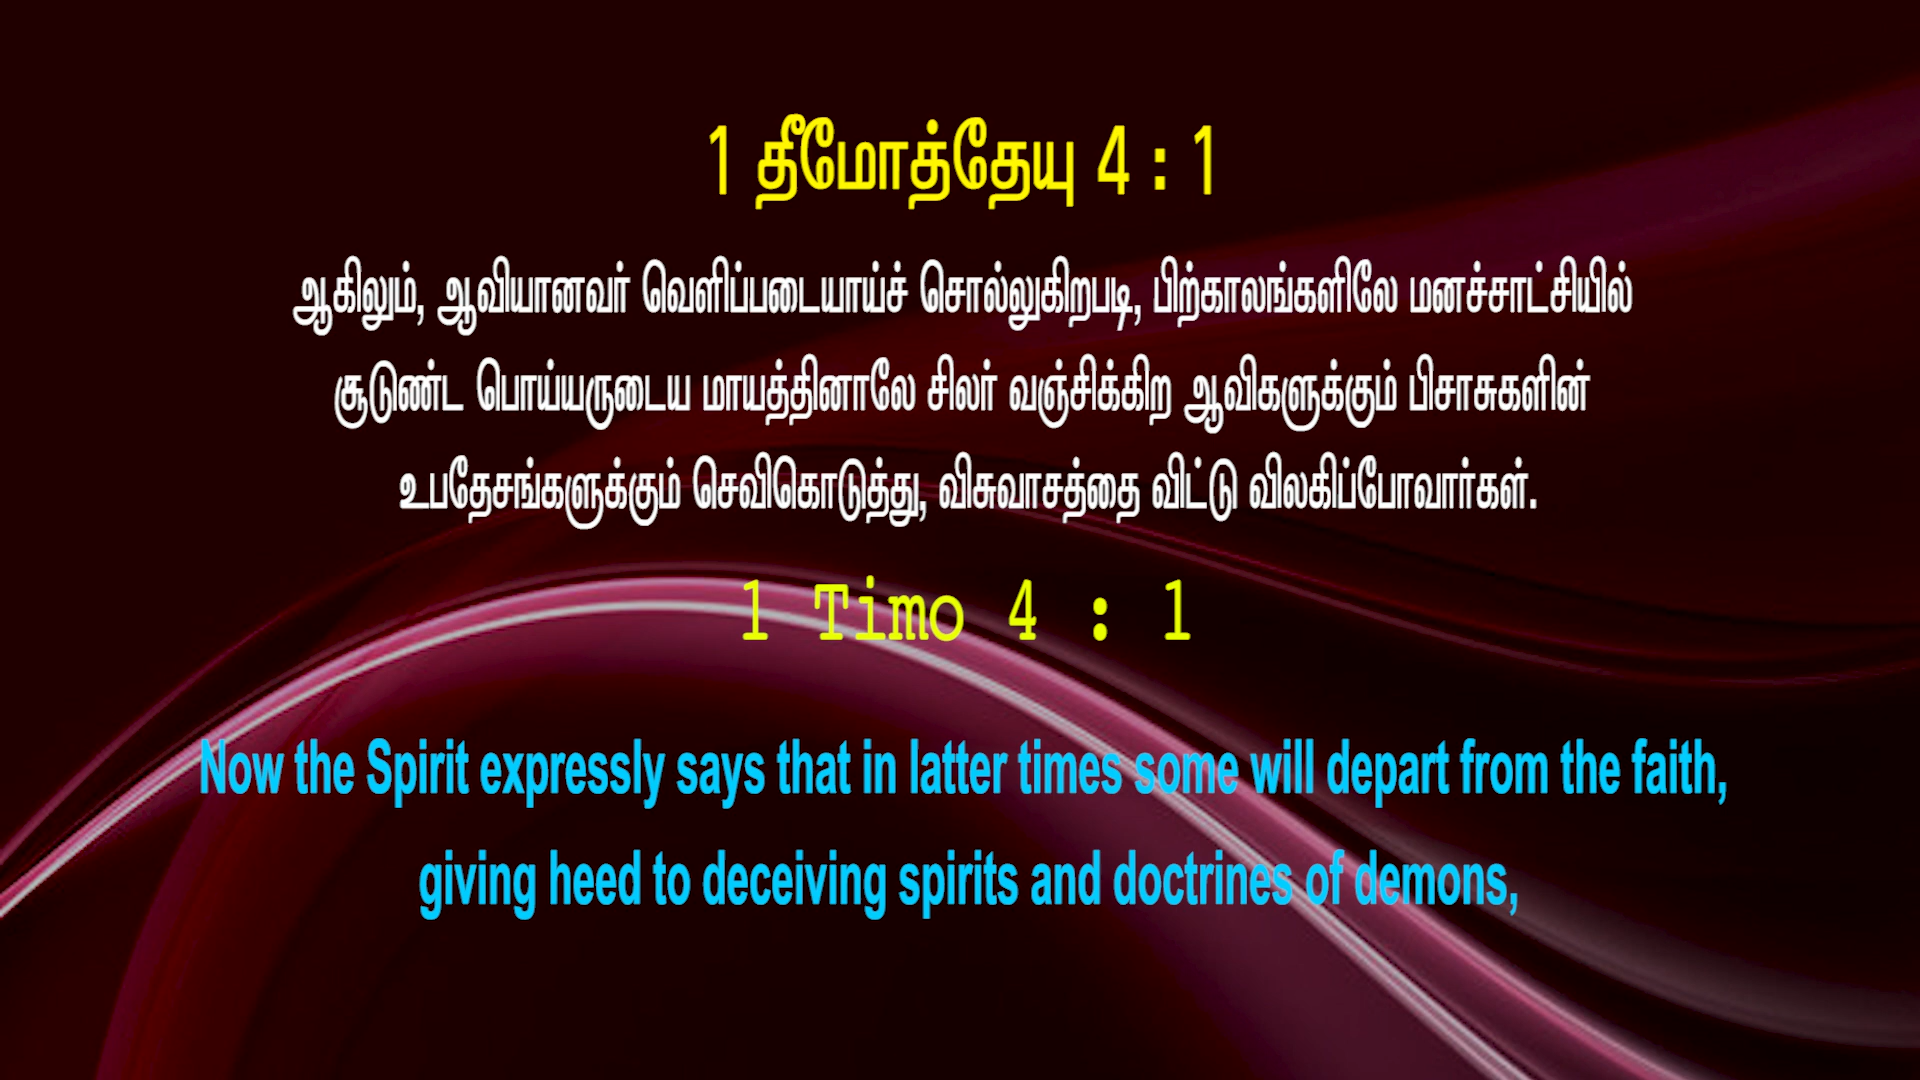 1 தீமோத்தேயு 4 : 1
ஆகிலும், ஆவியானவர் வெளிப்படையாய்ச் சொல்லுகிறபடி, பிற்காலங்களிலே மனச்சாட்சியில்
சூடுண்ட பொய்யருடைய மாயத்தினாலே சிலர் வஞ்சிக்கிற ஆவிகளுக்கும் பிசாசுகளின்
உபதேசங்களுக்கும் செவிகொடுத்து, விசுவாசத்தை விட்டு விலகிப்போவார்கள்.
1 Timo 4 : 1
Now the Spirit expressly says that in latter times some will depart from the faith,
giving heed to deceiving spirits and doctrines of demons,